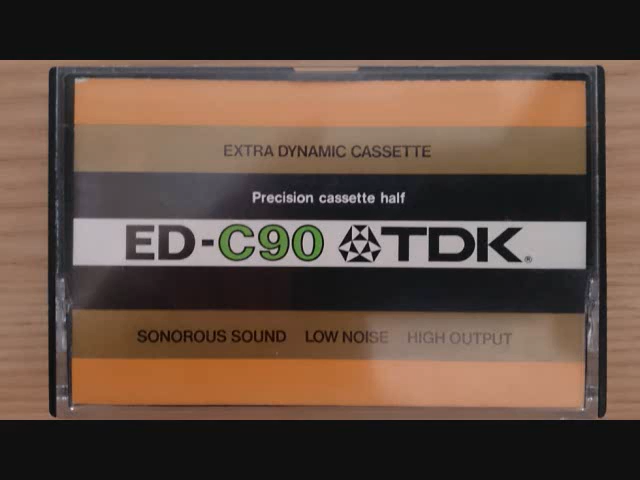 EXTRA DYNAMIC CASSETTE
Precision cassette half
ED-C90 TDK®
SONOROUS SOUND LOW NOISE HIGH OUTPUT